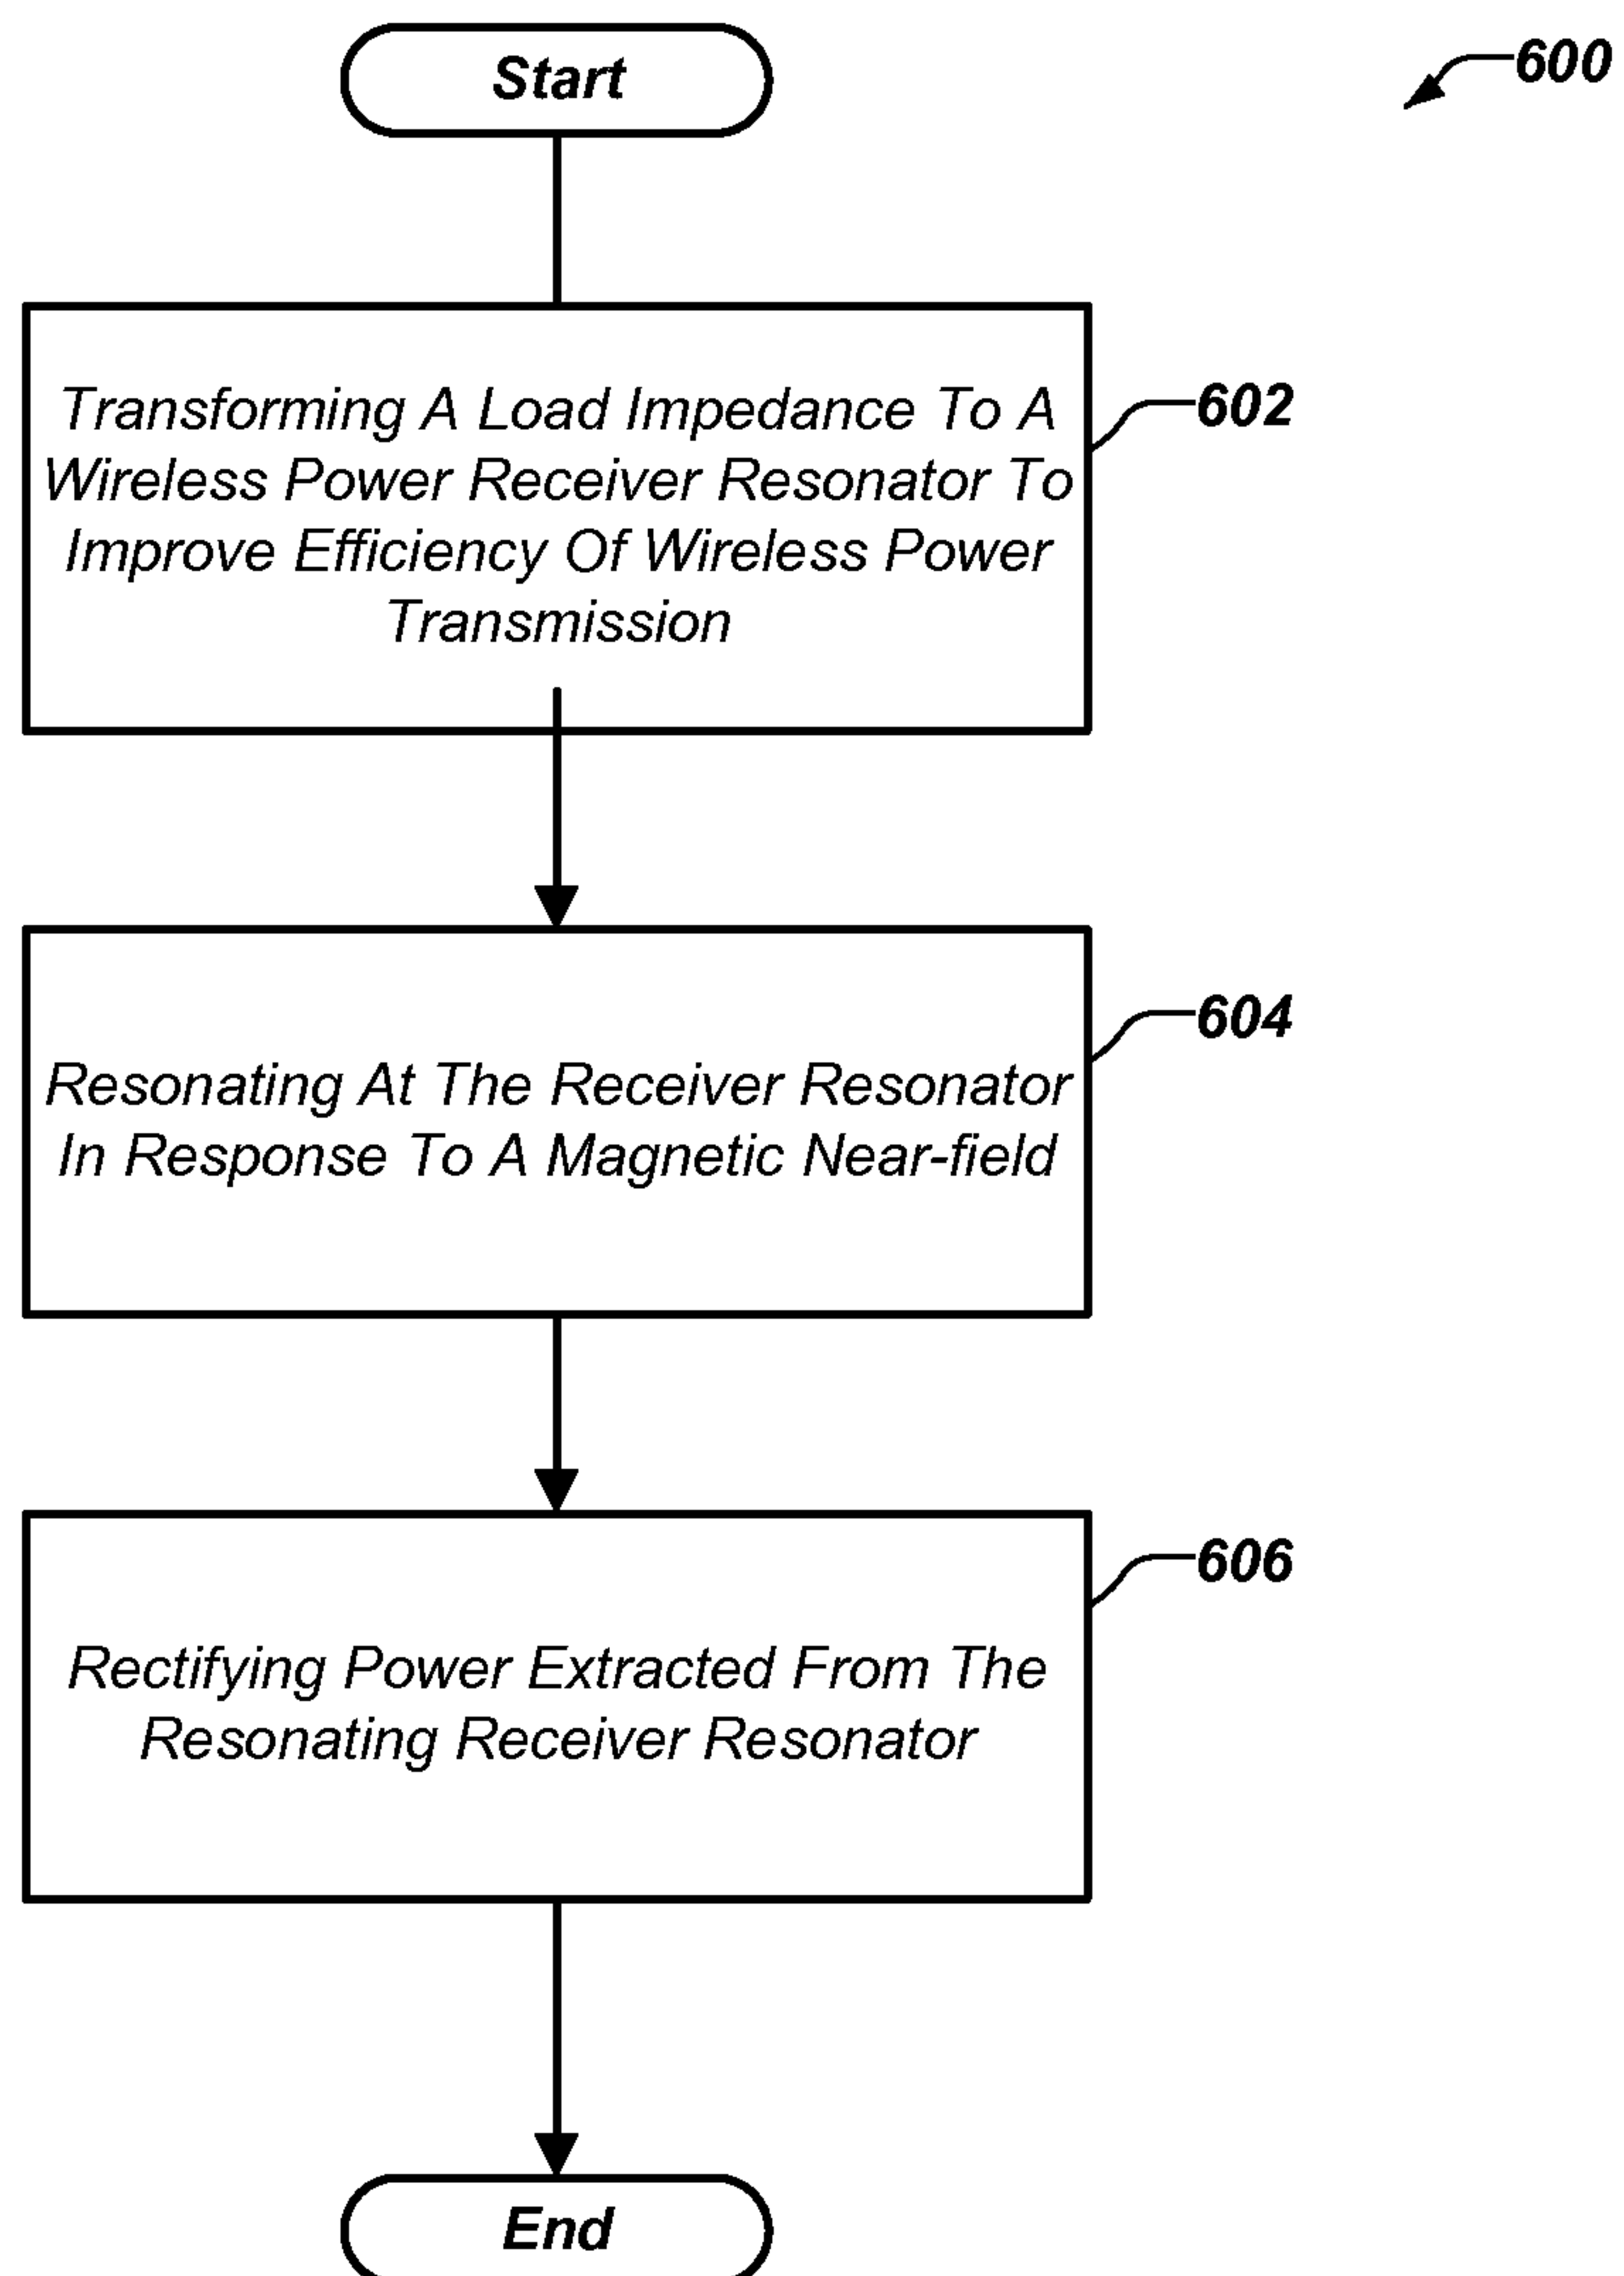 Start
600
Transforming A Load Impedance To A
Wireless Power Receiver Resonator To
Improve Efficiency Of Wireless Power
Transmission
602
Resonating At The Receiver Resonator
In Response To A Magnetic Near-field
604
Rectifying Power Extracted From The
Resonating Receiver Resonator
606
End